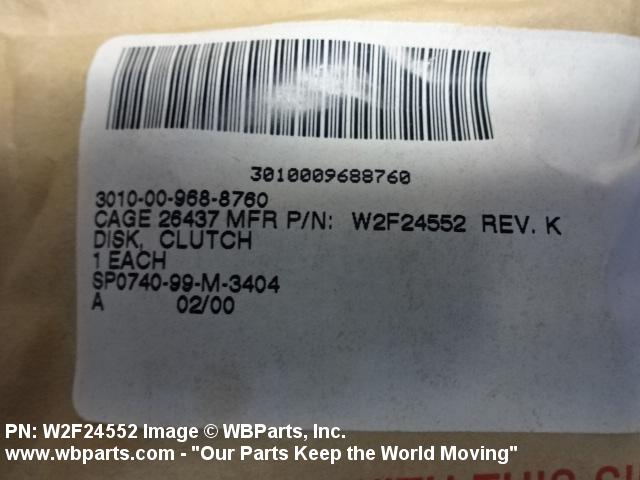 3010009688760
3010-00-968-8760
CAGE 26437 MFR P/N: W2F24552 REV. K
DISK, CLUTCH
1 EACH
SP0740-99-M-3404
A 02/00
PN: W2F24552 Image © WBParts, Inc.
www.wbparts.com - "Our Parts Keep the World Moving"
THIS